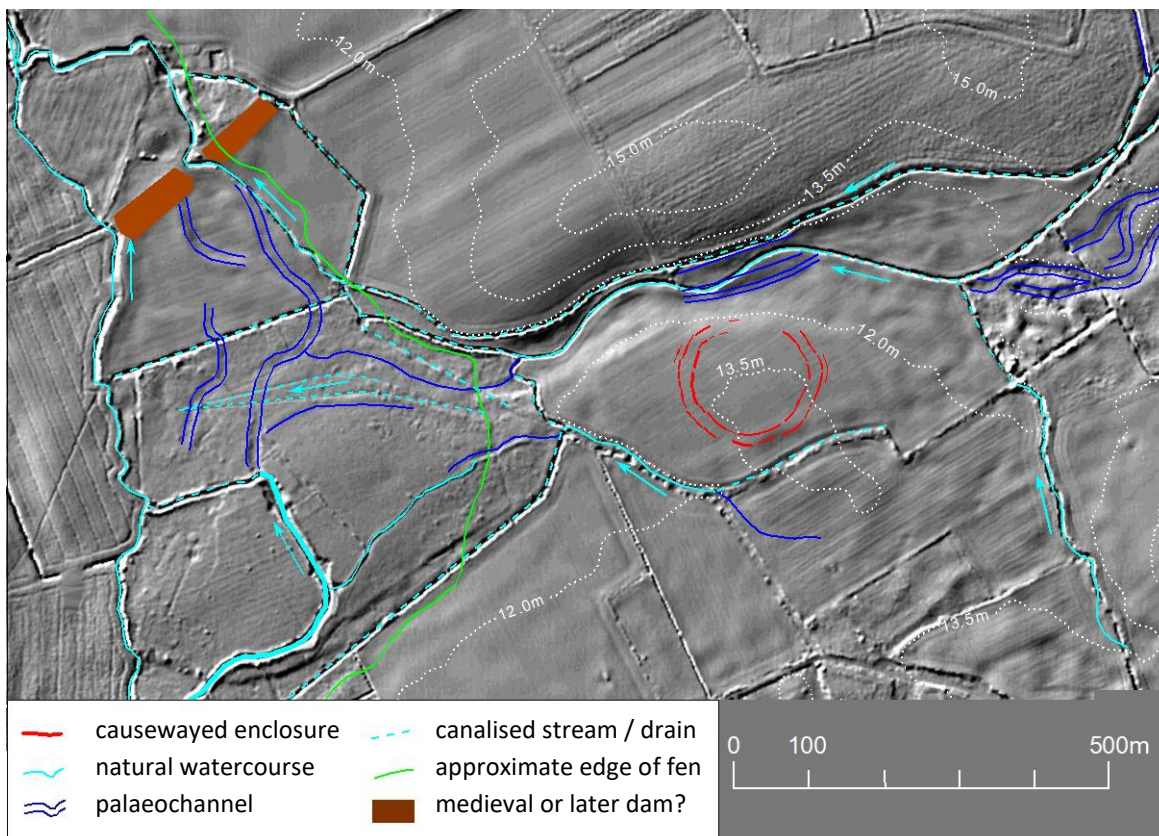 12.0m
15.0m
15.0m
13.5m
12.0m
13.5m
12.0m
13.5m
causewayed enclosure
canalised stream / drain
natural watercourse
approximate edge of fen
palaeochannel
medieval or later dam?
0 100 500m